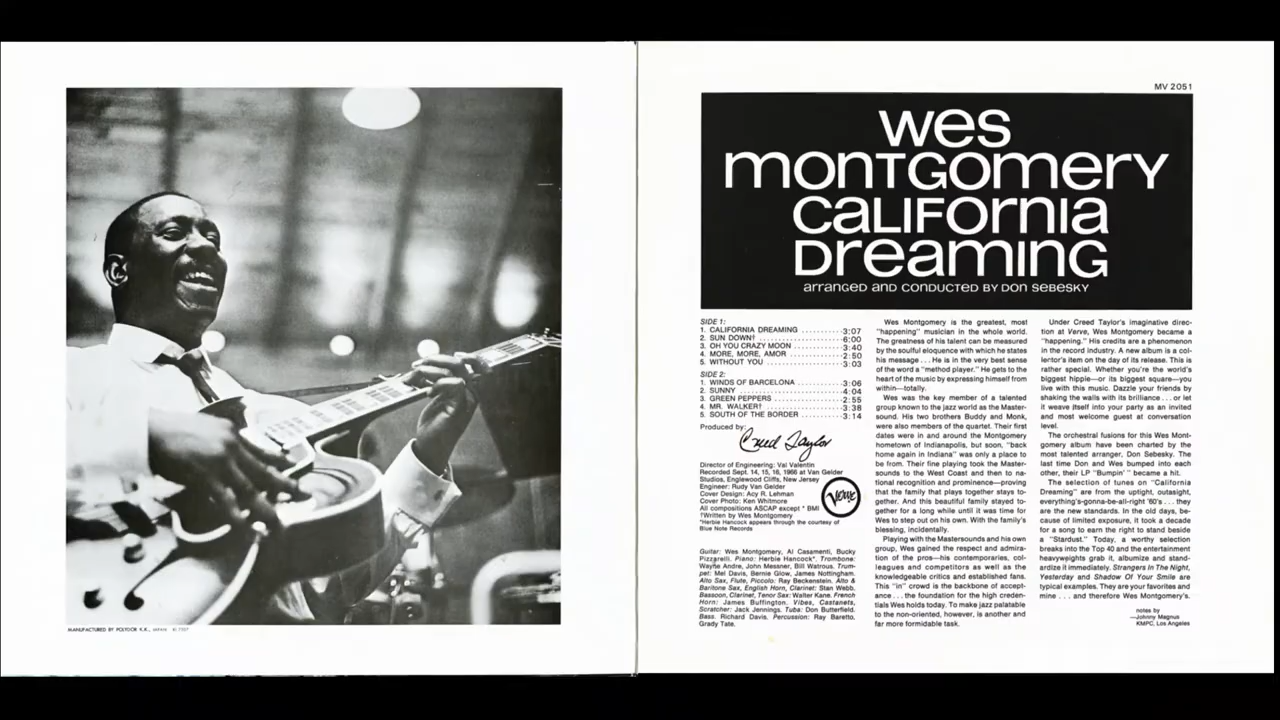 MANUFACTURED BY POLYDOR K.K., JAPAN
MV 2051
wes
montgomery
california
dreaming
arranged and conducted by don sebesky
SIDE 1:
1. CALIFORNIA DREAMING ........... 3:07
2. SUN DOWN† ........... 6:00
3. OH YOU CRAZY MOON ........... 3:40
4. MORE, MORE, AMOR ........... 2:50
5. WITHOUT YOU ........... 3:03
SIDE 2:
1. WINDS OF BARCELONA ........... 3:06
2. SUNNY ........... 4:04
3. GREEN PEPPERS ........... 2:55
4. MR. WALKER† ........... 3:38
5. SOUTH OF THE BORDER ........... 3:14
Produced by:
Creed Taylor
Director of Engineering: Val Valentin
Recorded Sept. 14, 15, 16, 1966 at Van Gelder
Studios, Englewood Cliffs, New Jersey
Engineer: Rudy Van Gelder
Cover Design: Acy R. Lehman
Cover Photo: Ken Whitmore
All compositions ASCAP except * BMI
†Written by Wes Montgomery
*Herbie Hancock appears through the courtesy of
Blue Note Records
Verve
Guitar: Wes Montgomery, Al Casamenti, Bucky
Pizzarelli. Piano: Herbie Hancock*. Trombone:
Wayne Andre, John Messner, Bill Watrous. Trum-
pet: Mel Davis, Bernie Glow, James Nottingham.
Alto Sax, Flute, Piccolo: Ray Beckenstein. Alto &
Baritone Sax, English Horn, Clarinet: Stan Webb.
Bassoon, Clarinet, Tenor Sax: Walter Kane. French
Horn: James Buffington. Vibes, Castanets,
Scratcher: Jack Jennings. Tuba: Don Butterfield.
Bass. Richard Davis. Percussion: Ray Baretto,
Grady Tate.
Wes Montgomery is the greatest, most
"happening" musician in the whole world.
The greatness of his talent can be measured
by the soulful eloquence with which he states
his message . . . He is in the very best sense
of the word a "method player." He gets to the
heart of the music by expressing himself from
within—totally.
Wes was the key member of a talented
group known to the jazz world as the Master-
sound. His two brothers Buddy and Monk,
were also members of the quartet. Their first
dates were in and around the Montgomery
hometown of Indianapolis, but soon, "back
home again in Indiana" was only a place to
be from. Their fine playing took the Master-
sounds to the West Coast and then to na-
tional recognition and prominence—proving
that the family that plays together stays to-
gether. And this beautiful family stayed to-
gether for a long while until it was time for
Wes to step out on his own. With the family's
blessing, incidentally.
Playing with the Mastersounds and his own
group, Wes gained the respect and admira-
tion of the pros—his contemporaries, col-
leagues and competitors as well as the
knowledgeable critics and established fans.
This "in" crowd is the backbone of accept-
ance . . . the foundation for the high creden-
tials Wes holds today. To make jazz palatable
to the non-oriented, however, is another and
far more formidable task.
Under Creed Taylor's imaginative direc-
tion at Verve, Wes Montgomery became a
"happening." His credits are a phenomenon
in the record industry. A new album is a col-
lector's item on the day of its release. This is
rather special. Whether you're the world's
biggest hippie—or its biggest square—you
live with this music. Dazzle your friends by
shaking the walls with its brilliance . . . or let
it weave itself into your party as an invited
and most welcome guest at conversation
level.
The orchestral fusions for this Wes Mont-
gomery album have been charted by the
most talented arranger, Don Sebesky. The
last time Don and Wes bumped into each
other, their LP "Bumpin' " became a hit.
The selection of tunes on "California
Dreaming" are from the uptight, outasight,
everything's-gonna-be-all-right '60's . . . they
are the new standards. In the old days, be-
cause of limited exposure, it took a decade
for a song to earn the right to stand beside
a "Stardust." Today, a worthy selection
breaks into the Top 40 and the entertainment
heavyweights grab it, albumize and stand-
ardize it immediately. Strangers In The Night,
Yesterday and Shadow Of Your Smile are
typical examples. They are your favorites and
mine . . . and therefore Wes Montgomery's.
notes by
—Johnny Magnus
KMPC, Los Angeles